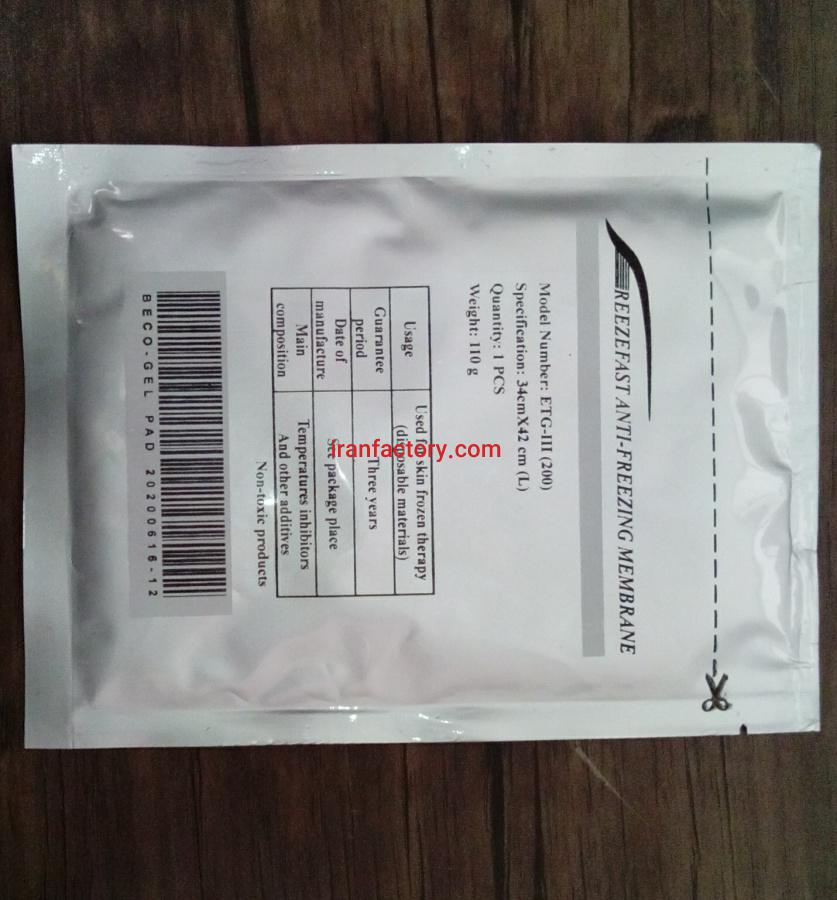 FREEZEFAST ANTI-FREEZING MEMBRANE
Model Number: ETG-III (200)
Specification: 34cmX42 cm (L)
Quantity: 1 PCS
Weight: 110 g
Usage
Used for skin frozen therapy
(disposable materials)
Guarantee
period
Three years
Date of
manufacture
See package place
Main
composition
Temperatures inhibitors
And other additives
Non-toxic products
BECO-GEL PAD 20200616-12
iranfactory.com